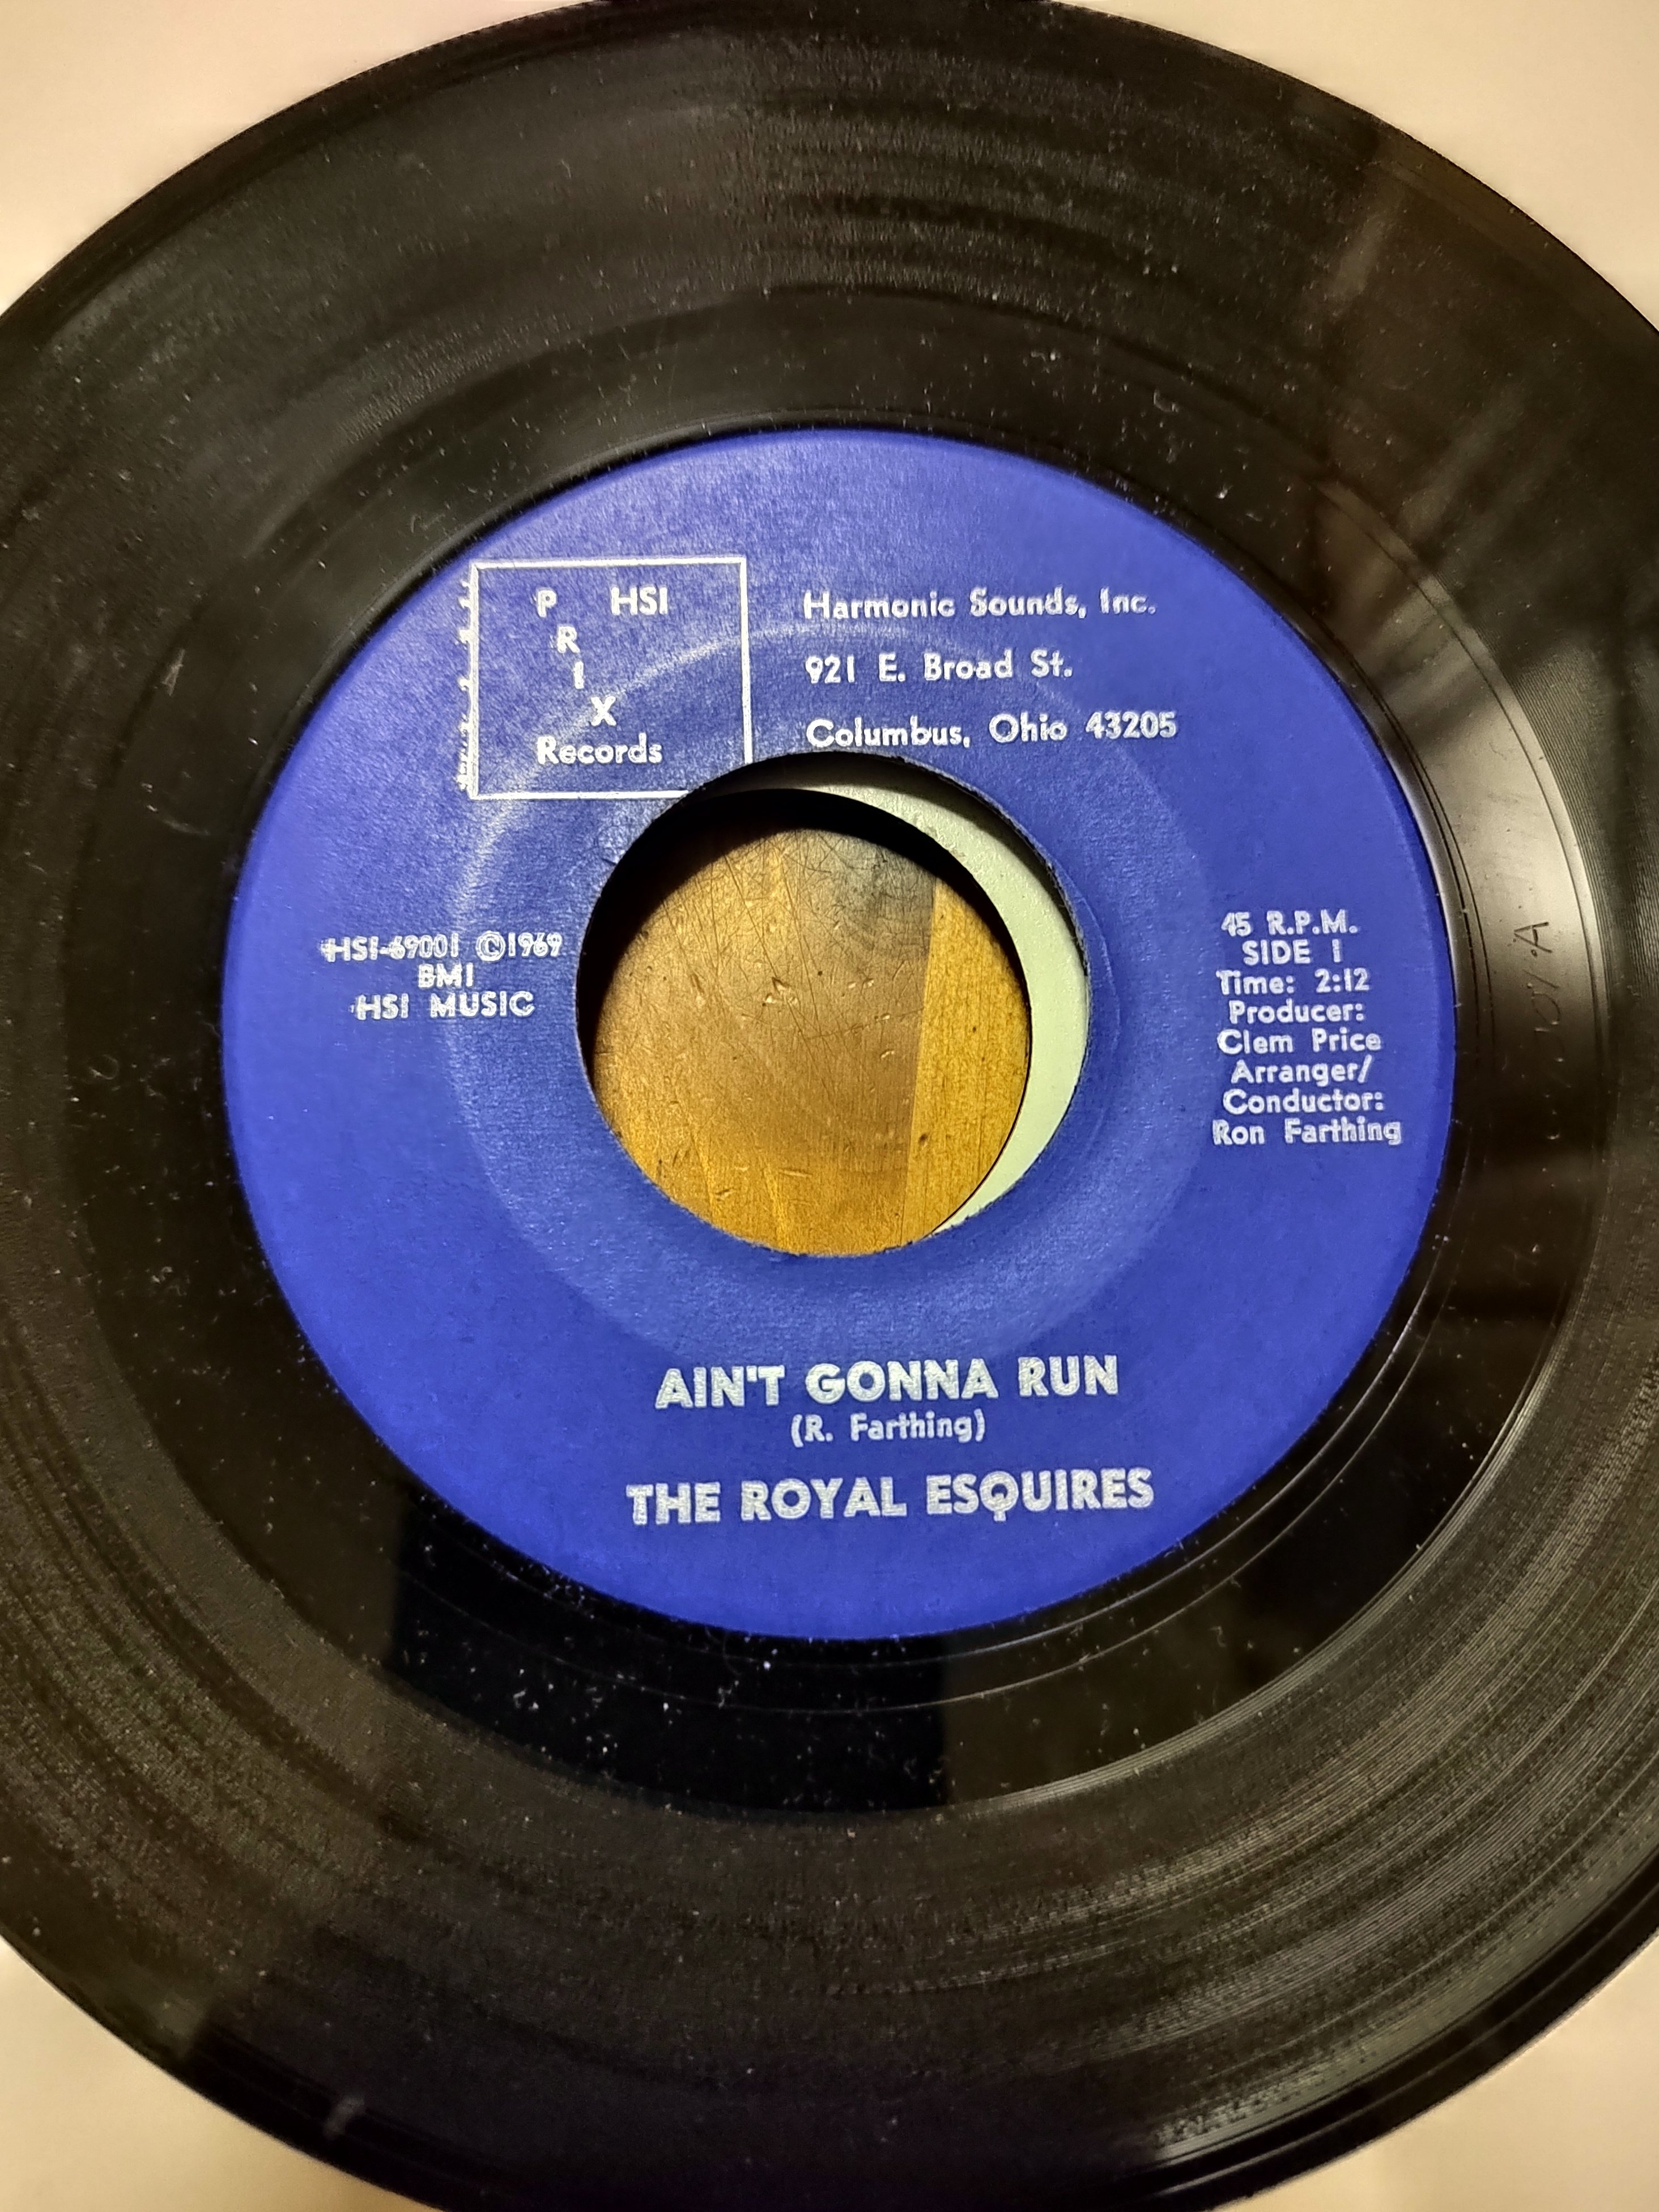 P HSI
R
I
X
Records
Harmonic Sounds, Inc.
921 E. Broad St.
Columbus, Ohio 43205
HSI-69001 ©1969
BMI
HSI MUSIC
45 R.P.M.
SIDE 1
Time: 2:12
Producer:
Clem Price
Arranger/
Conductor:
Ron Farthing
AIN'T GONNA RUN
(R. Farthing)
THE ROYAL ESQUIRES